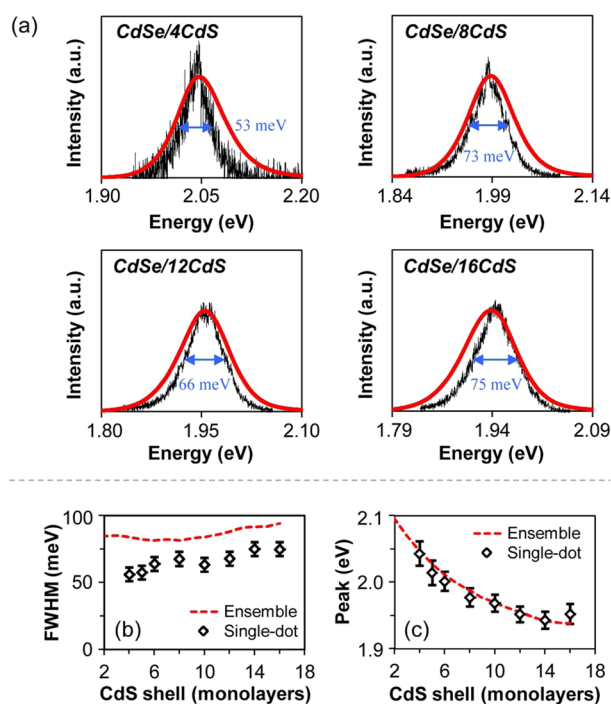 (a)
CdSe/4CdS
Intensity (a.u.)
53 meV
1.90 2.05 2.20
Energy (eV)
CdSe/8CdS
Intensity (a.u.)
73 meV
1.84 1.99 2.14
Energy (eV)
CdSe/12CdS
Intensity (a.u.)
66 meV
1.80 1.95 2.10
Energy (eV)
CdSe/16CdS
Intensity (a.u.)
75 meV
1.79 1.94 2.09
Energy (eV)
100
50
0
FWHM (meV)
Ensemble
Single-dot
(b)
2 6 10 14 18
CdS shell (monolayers)
2.1
2.0
1.9
Peak (eV)
Ensemble
Single-dot
(c)
2 6 10 14 18
CdS shell (monolayers)